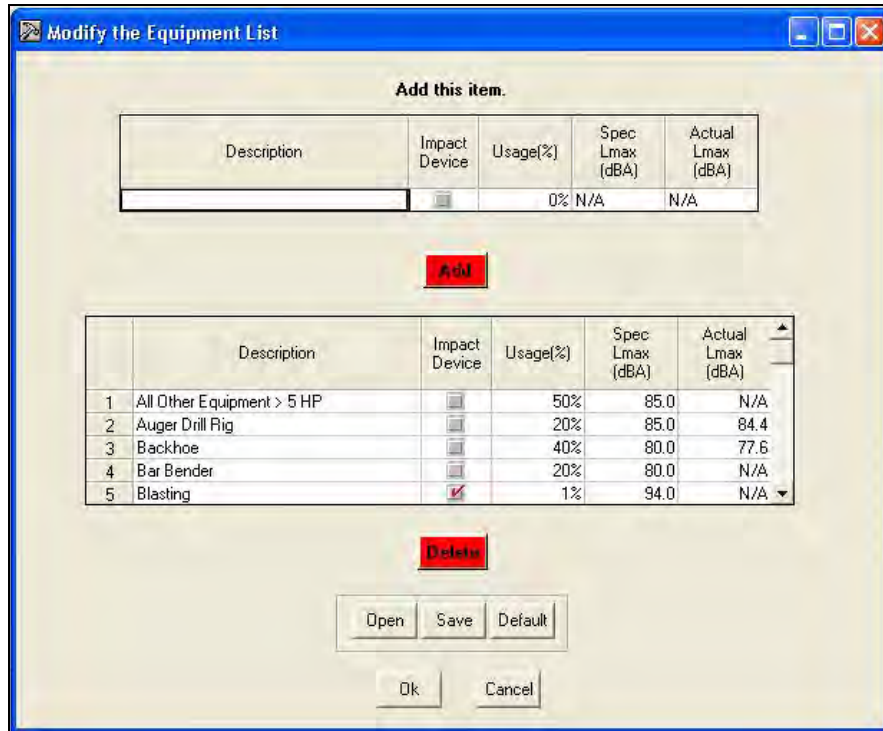 Modify the Equipment List
Add this item.
Description Impact Device Usage(%) Spec Lmax (dBA) Actual Lmax (dBA)
0% N/A N/A
Add
Description Impact Device Usage(%) Spec Lmax (dBA) Actual Lmax (dBA)
1 All Other Equipment > 5 HP 50% 85.0 N/A
2 Auger Drill Rig 20% 85.0 84.4
3 Backhoe 40% 80.0 77.6
4 Bar Bender 20% 80.0 N/A
5 Blasting 1% 94.0 N/A
Delete
Open Save Default
Ok Cancel